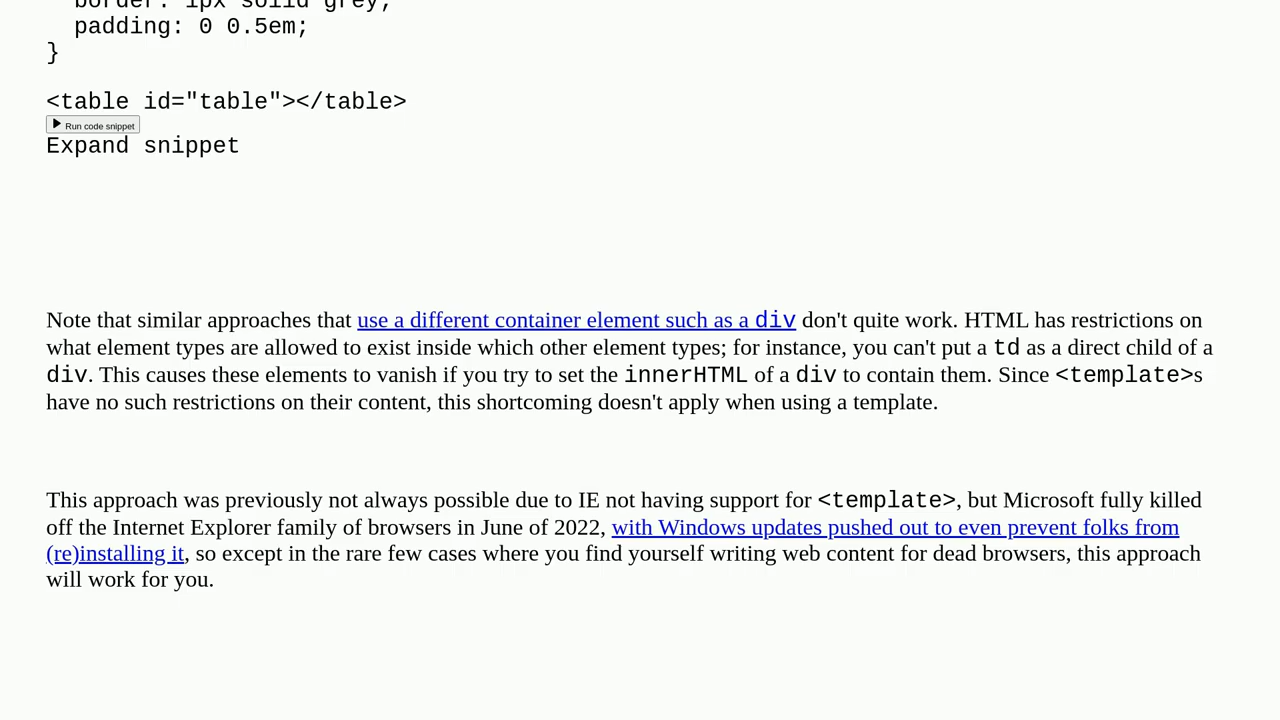 border: 1px solid grey;
padding: 0 0.5em;
}
<table id="table"></table>
Run code snippet
Expand snippet
Note that similar approaches that use a different container element such as a div don't quite work. HTML has restrictions on
what element types are allowed to exist inside which other element types; for instance, you can't put a td as a direct child of a
div. This causes these elements to vanish if you try to set the innerHTML of a div to contain them. Since <template>s
have no such restrictions on their content, this shortcoming doesn't apply when using a template.
This approach was previously not always possible due to IE not having support for <template>, but Microsoft fully killed
off the Internet Explorer family of browsers in June of 2022, with Windows updates pushed out to even prevent folks from
(re)installing it, so except in the rare few cases where you find yourself writing web content for dead browsers, this approach
will work for you.